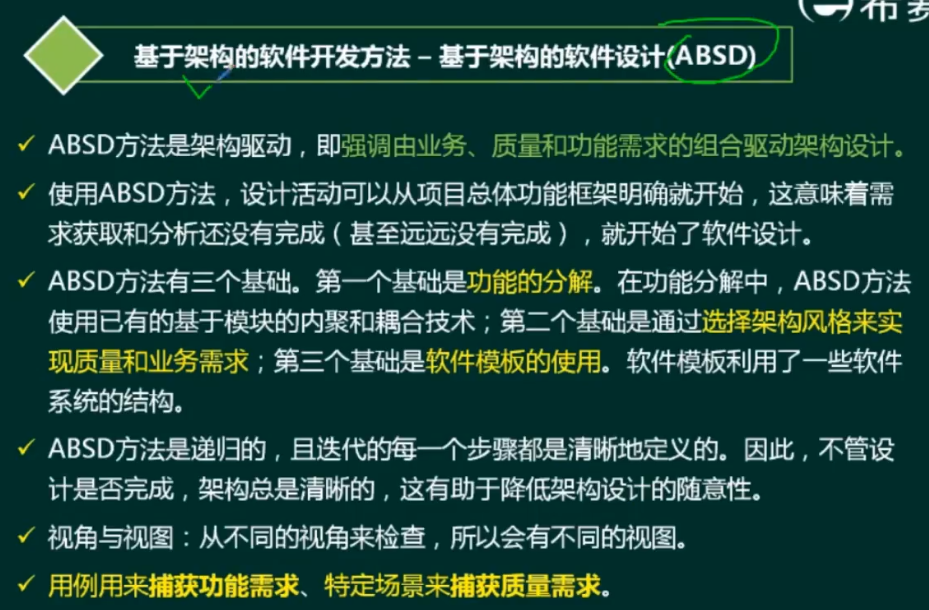 布赛
基于架构的软件开发方法 – 基于架构的软件设计(ABSD)
ABSD方法是架构驱动，即强调由业务、质量和功能需求的组合驱动架构设计。
使用ABSD方法，设计活动可以从项目总体功能框架明确就开始，这意味着需
求获取和分析还没有完成（甚至远远没有完成），就开始了软件设计。
ABSD方法有三个基础。第一个基础是功能的分解。在功能分解中，ABSD方法
使用已有的基于模块的内聚和耦合技术；第二个基础是通过选择架构风格来实
现质量和业务需求；第三个基础是软件模板的使用。软件模板利用了一些软件
系统的结构。
ABSD方法是递归的，且迭代的每一个步骤都是清晰地定义的。因此，不管设
计是否完成，架构总是清晰的，这有助于降低架构设计的随意性。
视角与视图：从不同的视角来检查，所以会有不同的视图。
用例用来捕获功能需求、特定场景来捕获质量需求。